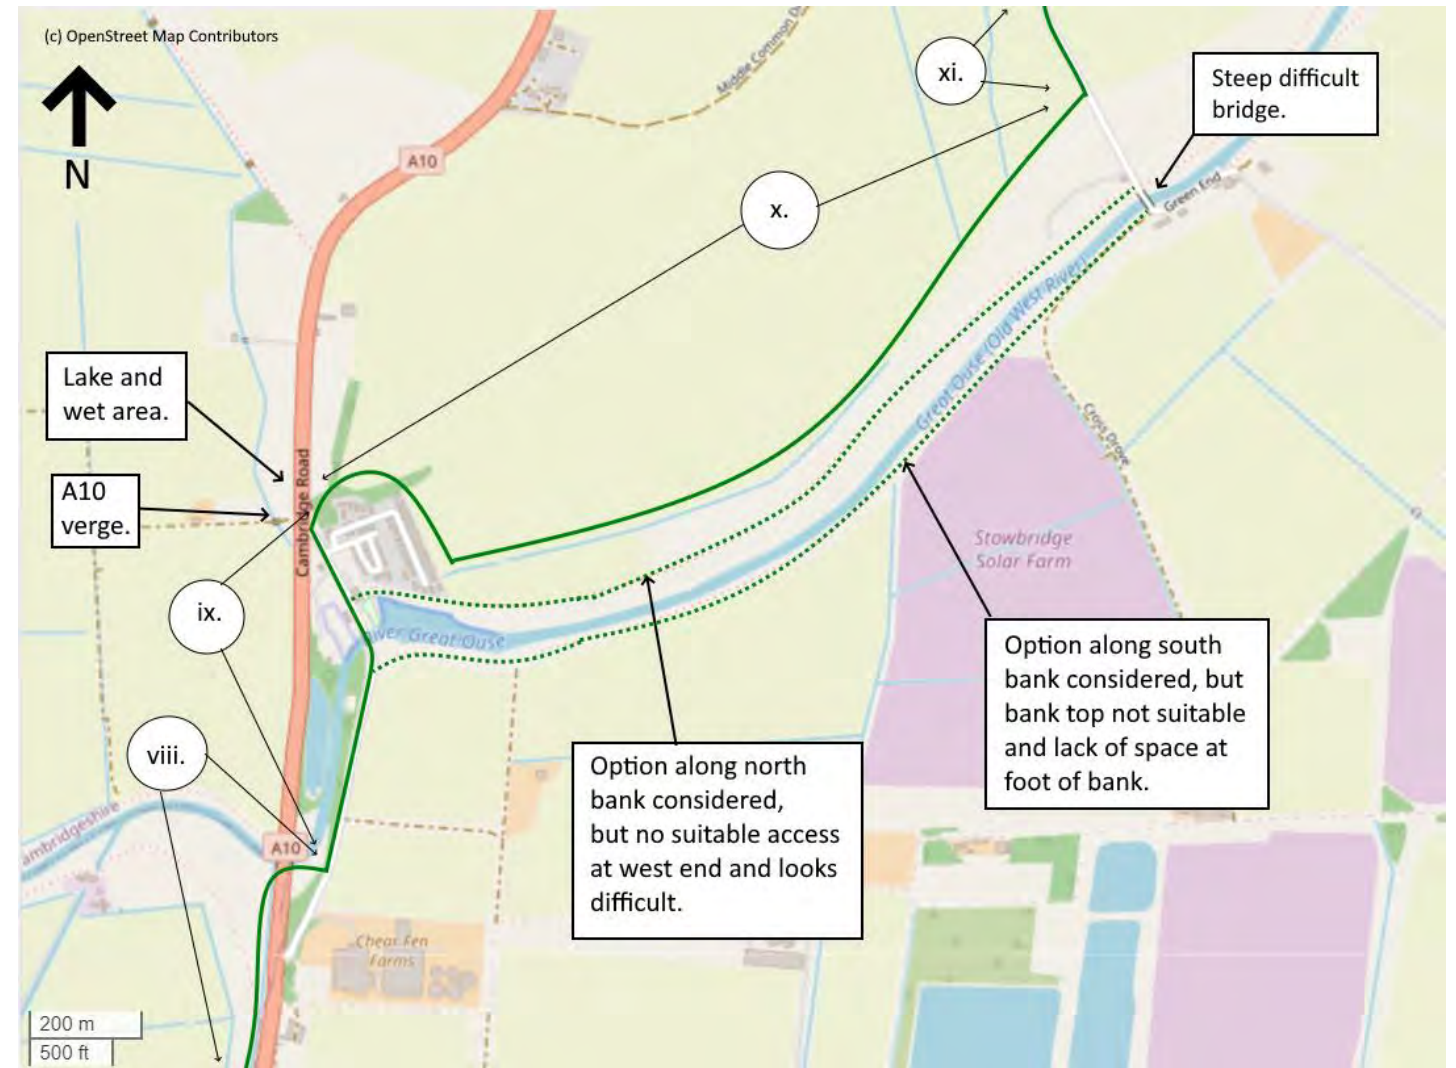 (c) OpenStreet Map Contributors
N
A10
Middle Common D
xi.
Steep difficult
bridge.
Green End
x.
Great Ouse (Old West River)
Lake and
wet area.
A10
verge.
Cambridge Road
Cross Drove
Stowbridge
Solar Farm
ix.
River Great Ouse
Option along south
bank considered, but
bank top not suitable
and lack of space at
foot of bank.
viii.
Option along north
bank considered,
but no suitable access
at west end and looks
difficult.
ambridgeshire
A10
Chear Fen
Farms
200 m
500 ft